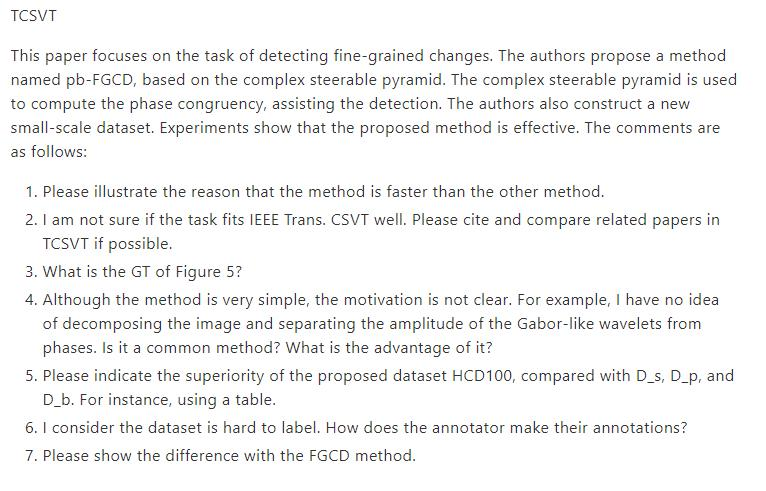 TCSVT
This paper focuses on the task of detecting fine-grained changes. The authors propose a method
named pb-FGCD, based on the complex steerable pyramid. The complex steerable pyramid is used
to compute the phase congruency, assisting the detection. The authors also construct a new
small-scale dataset. Experiments show that the proposed method is effective. The comments are
as follows:
1. Please illustrate the reason that the method is faster than the other method.
2. I am not sure if the task fits IEEE Trans. CSVT well. Please cite and compare related papers in
TCSVT if possible.
3. What is the GT of Figure 5?
4. Although the method is very simple, the motivation is not clear. For example, I have no idea
of decomposing the image and separating the amplitude of the Gabor-like wavelets from
phases. Is it a common method? What is the advantage of it?
5. Please indicate the superiority of the proposed dataset HCD100, compared with D_s, D_p, and
D_b. For instance, using a table.
6. I consider the dataset is hard to label. How does the annotator make their annotations?
7. Please show the difference with the FGCD method.